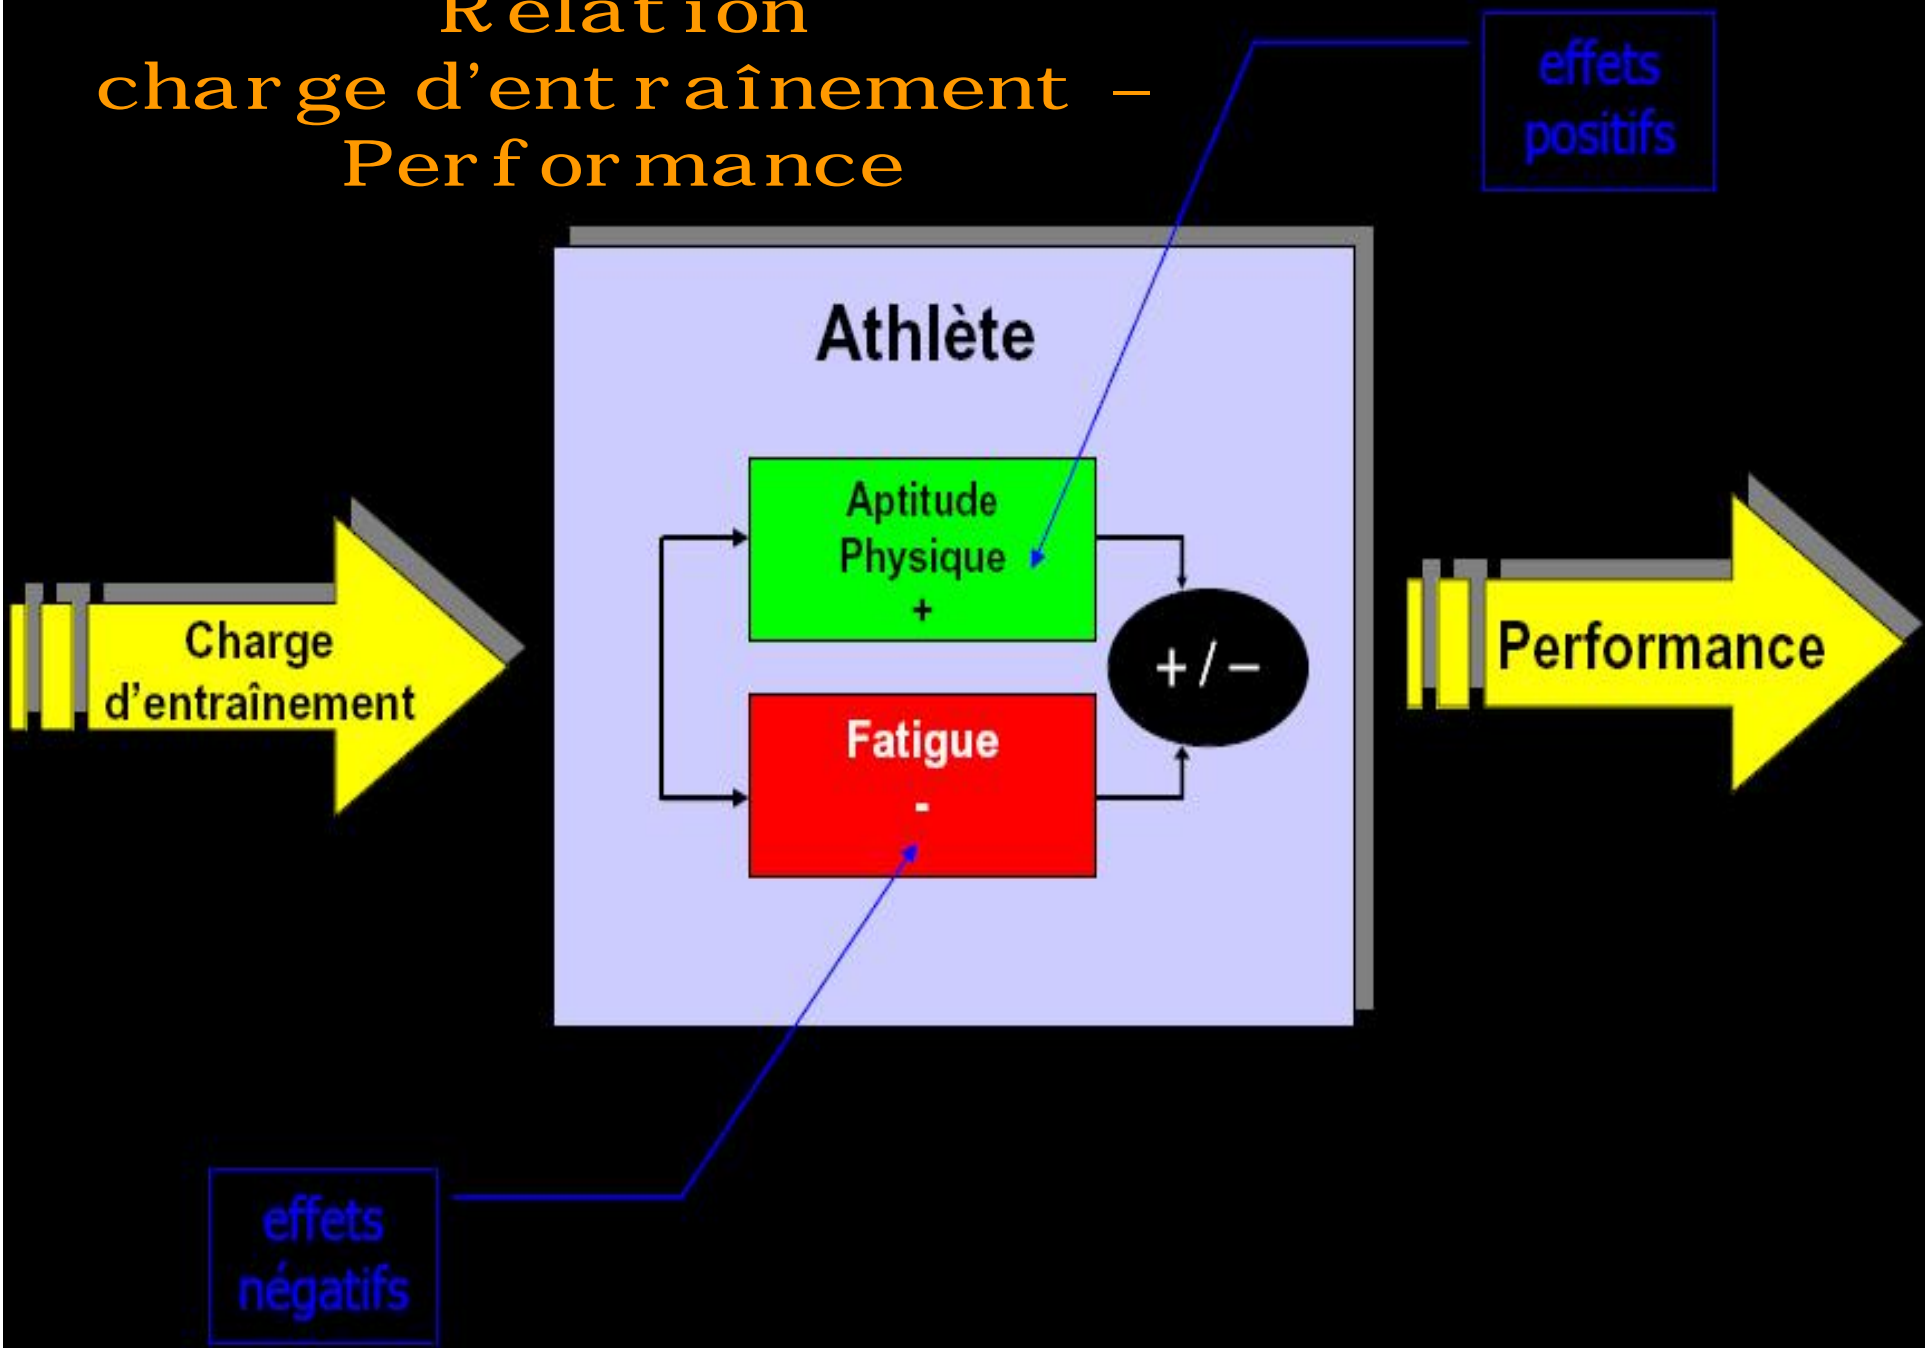 Relation
charge d’entraînement –
Performance
effets
positifs
Athlète
Aptitude
Physique
+
Charge
d’entraînement
+ / –
Performance
Fatigue
-
effets
négatifs